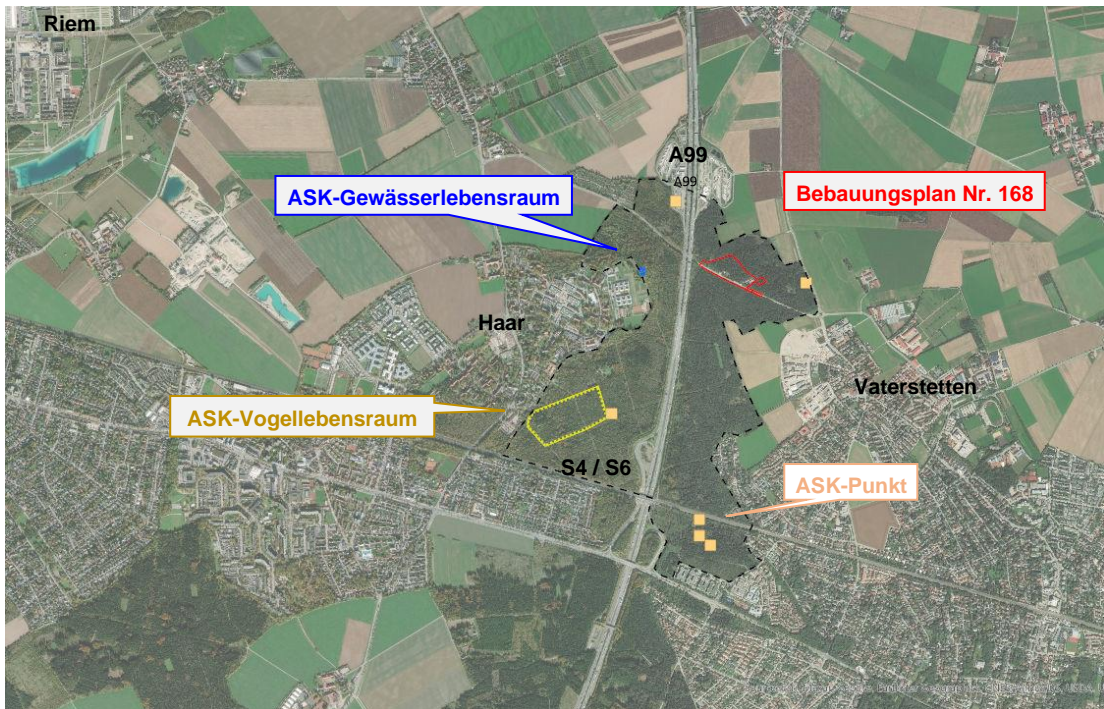 Riem
A99
A99
ASK-Gewässerlebensraum
Bebauungsplan Nr. 168
Haar
Vaterstetten
ASK-Vogellebensraum
S4 / S6
ASK-Punkt